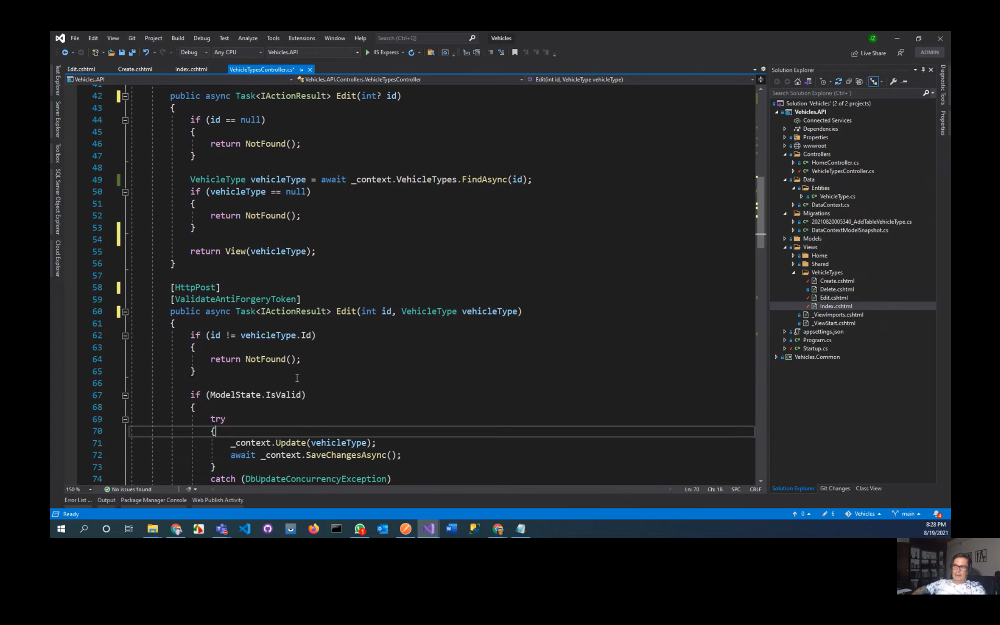 File Edit View Git Project Build Debug Test Analyze Tools Extensions Window Help Search (Ctrl+Q) Vehicles JZ
Debug Any CPU Vehicles.API IIS Express Live Share ADMIN
Edit.cshtml Create.cshtml Index.cshtml VehicleTypesController.cs*
Vehicles.API Vehicles.API.Controllers.VehicleTypesController Edit(int id, VehicleType vehicleType)
Test Explorer
Server Explorer
Toolbox
SQL Server Object Explorer
Cloud Explorer
41
42 public async Task<IActionResult> Edit(int? id)
43 {
44 if (id == null)
45 {
46 return NotFound();
47 }
48
49 VehicleType vehicleType = await _context.VehicleTypes.FindAsync(id);
50 if (vehicleType == null)
51 {
52 return NotFound();
53 }
54
55 return View(vehicleType);
56 }
57
58 [HttpPost]
59 [ValidateAntiForgeryToken]
60 public async Task<IActionResult> Edit(int id, VehicleType vehicleType)
61 {
62 if (id != vehicleType.Id)
63 {
64 return NotFound();
65 }
66
67 if (ModelState.IsValid)
68 {
69 try
70 {
71 _context.Update(vehicleType);
72 await _context.SaveChangesAsync();
73 }
74 catch (DbUpdateConcurrencyException)
150 % No issues found Ln: 70 Ch: 18 SPC CRLF
Error List ... Output Package Manager Console Web Publish Activity
Solution Explorer
Search Solution Explorer (Ctrl+´)
Solution 'Vehicles' (2 of 2 projects)
Vehicles.API
Connected Services
Dependencies
Properties
wwwroot
Controllers
C# HomeController.cs
C# VehicleTypesController.cs
Data
Entities
C# VehicleType.cs
C# DataContext.cs
Migrations
C# 20210820005340_AddTableVehicleType.cs
C# DataContextModelSnapshot.cs
Models
Views
Home
Shared
VehicleTypes
Create.cshtml
Delete.cshtml
Edit.cshtml
Index.cshtml
_ViewImports.cshtml
_ViewStart.cshtml
appsettings.json
C# Program.cs
C# Startup.cs
C# Vehicles.Common
Solution Explorer Git Changes Class View
Diagnostic Tools
Properties
Ready 0 6 Vehicles main 4
8:28 PM
8/19/2021